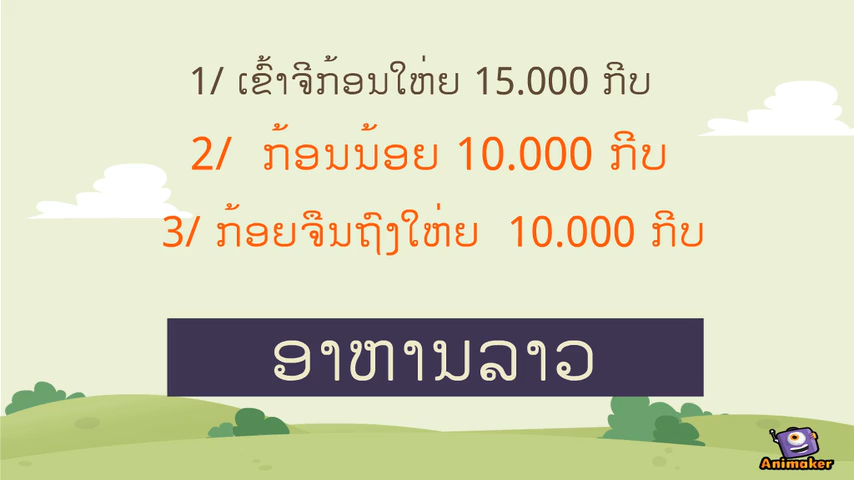 1/ ເຂົ້າຈີກ້ອນໃຫ່ຍ 15.000 ກີບ
2/ ກ້ອນນ້ອຍ 10.000 ກີບ
3/ ກ້ອຍຈືນຖົງໃຫ່ຍ 10.000 ກີບ
ອາຫານລາວ
Animaker